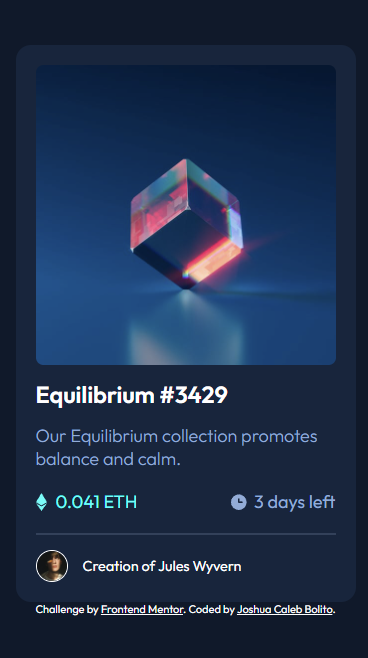 Equilibrium #3429
Our Equilibrium collection promotes
balance and calm.
0.041 ETH 3 days left
Creation of Jules Wyvern
Challenge by Frontend Mentor. Coded by Joshua Caleb Bolito.